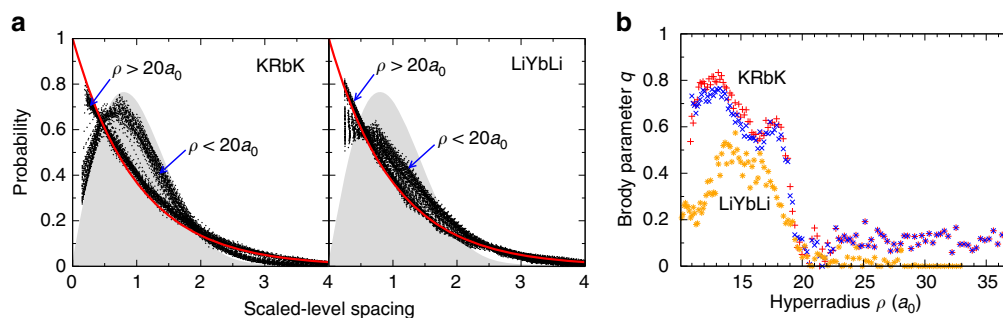 a
b
1
0.8
0.6
0.4
0.2
0
Probability
ρ > 20a₀
KRbK
ρ < 20a₀
ρ > 20a₀
LiYbLi
ρ < 20a₀
0 1 2 3 4 1 2 3 4
Scaled-level spacing
1
0.8
0.6
0.4
0.2
0
Brody parameter q
KRbK
LiYbLi
15 20 25 30 35
Hyperradius ρ (a₀)